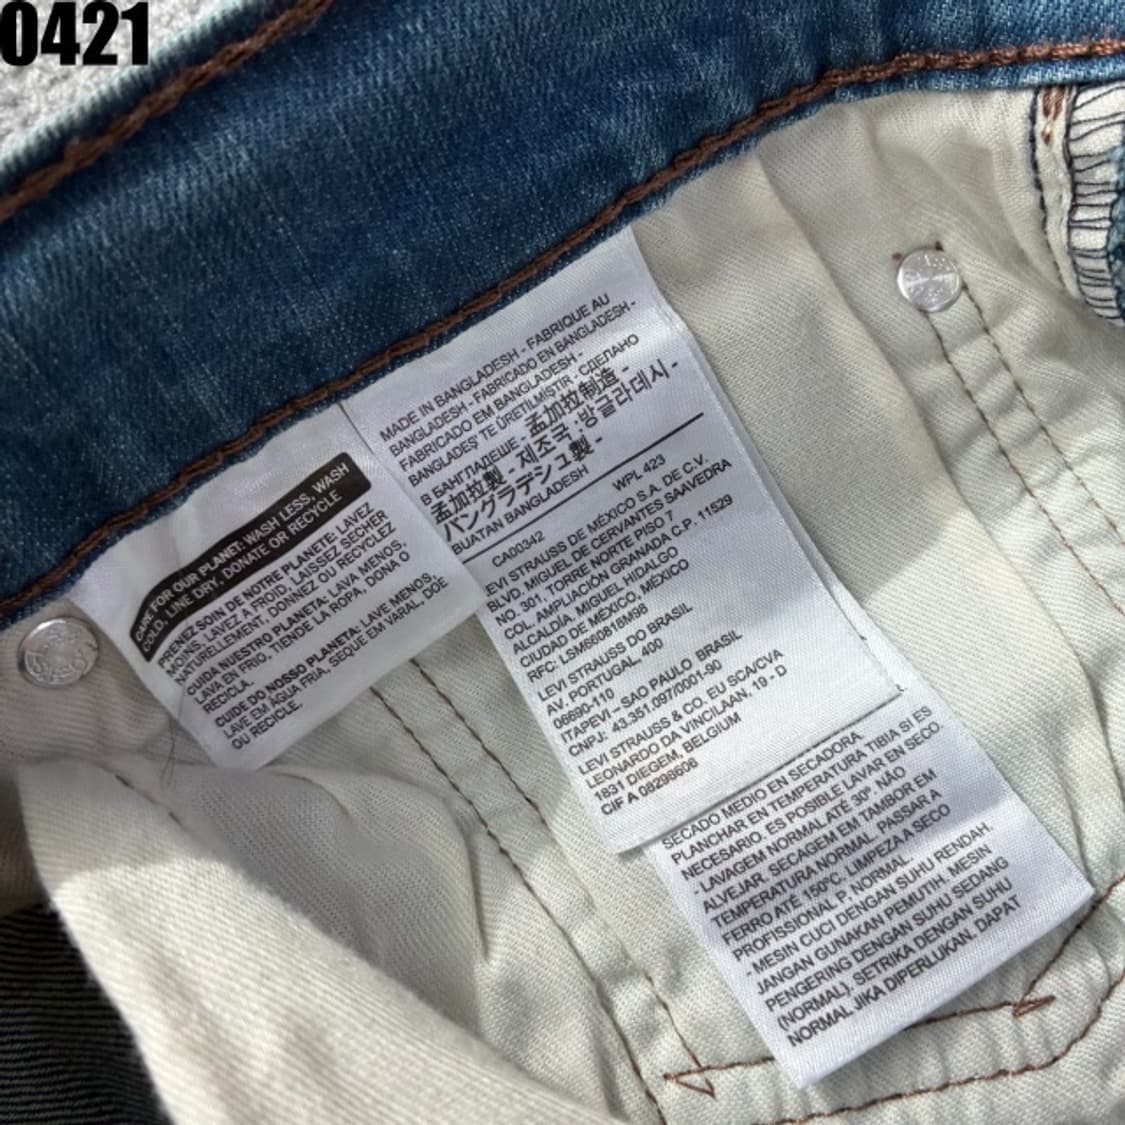 0421
CARE FOR OUR PLANET: WASH LESS, WASH
COLD, LINE DRY, DONATE OR RECYCLE
PRENEZ SOIN DE NOTRE PLANETE: LAVEZ
MOINS, LAVEZ A FROID, LAISSEZ SÉCHER
NATURELLEMENT, DONNEZ OU RECYCLEZ
CUIDA NUESTRO PLANETA: LAVA MENOS,
LAVA EN FRIO, TIENDE LA ROPA, DONA O
RECICLA.
CUIDE DO NOSSO PLANETA: LAVE MENOS,
LAVE EM ÁGUA FRIA, SEQUE EM VARAL, DOE
OU RECICLE.
MADE IN BANGLADESH - FABRIQUE AU
BANGLADESH - FABRICADO EN BANGLADESH -
FABRICADO EM BANGLADESH -
BANGLADEŞ'TE ÜRETİLMİŞTİR - СДЕЛАНО
В БАНГЛАДЕШЕ - 孟加拉制造 -
孟加拉製 - 제조국 : 방글라데시 -
バングラデシュ製 -
BUATAN BANGLADESH
CA00342 WPL 423
LEVI STRAUSS DE MÉXICO S.A. DE C.V.
BLVD. MIGUEL DE CERVANTES SAAVEDRA
NO. 301, TORRE NORTE PISO 7
COL. AMPLIACIÓN GRANADA C.P. 11529
ALCALDÍA, MIGUEL HIDALGO
CIUDAD DE MÉXICO, MÉXICO
RFC: LSM860818M98
LEVI STRAUSS DO BRASIL
AV. PORTUGAL, 400
06690-110
ITAPEVI – SAO PAULO BRASIL
CNPJ: 43.351.097/0001-90
LEVI STRAUSS & CO. EU SCA/CVA
LEONARDO DA VINCILAAN, 19 - D
1831 DIEGEM, BELGIUM
CIF A 08298608
SECADO MEDIO EN SECADORA
PLANCHAR EN TEMPERATURA TIBIA SI ES
NECESARIO. ES POSIBLE LAVAR EN SECO.
- LAVAGEM NORMAL ATÉ 30º. NÃO
ALVEJAR. SECAGEM EM TAMBOR EM
TEMPERATURA NORMAL. PASSAR A
FERRO ATÉ 150ºC. LIMPEZA A SECO
PROFISSIONAL P, NORMAL.
- MESIN CUCI DENGAN SUHU RENDAH.
JANGAN GUNAKAN PEMUTIH. MESIN
PENGERING DENGAN SUHU SEDANG
(NORMAL). SETRIKA DENGAN SUHU
NORMAL JIKA DIPERLUKAN. DAPAT